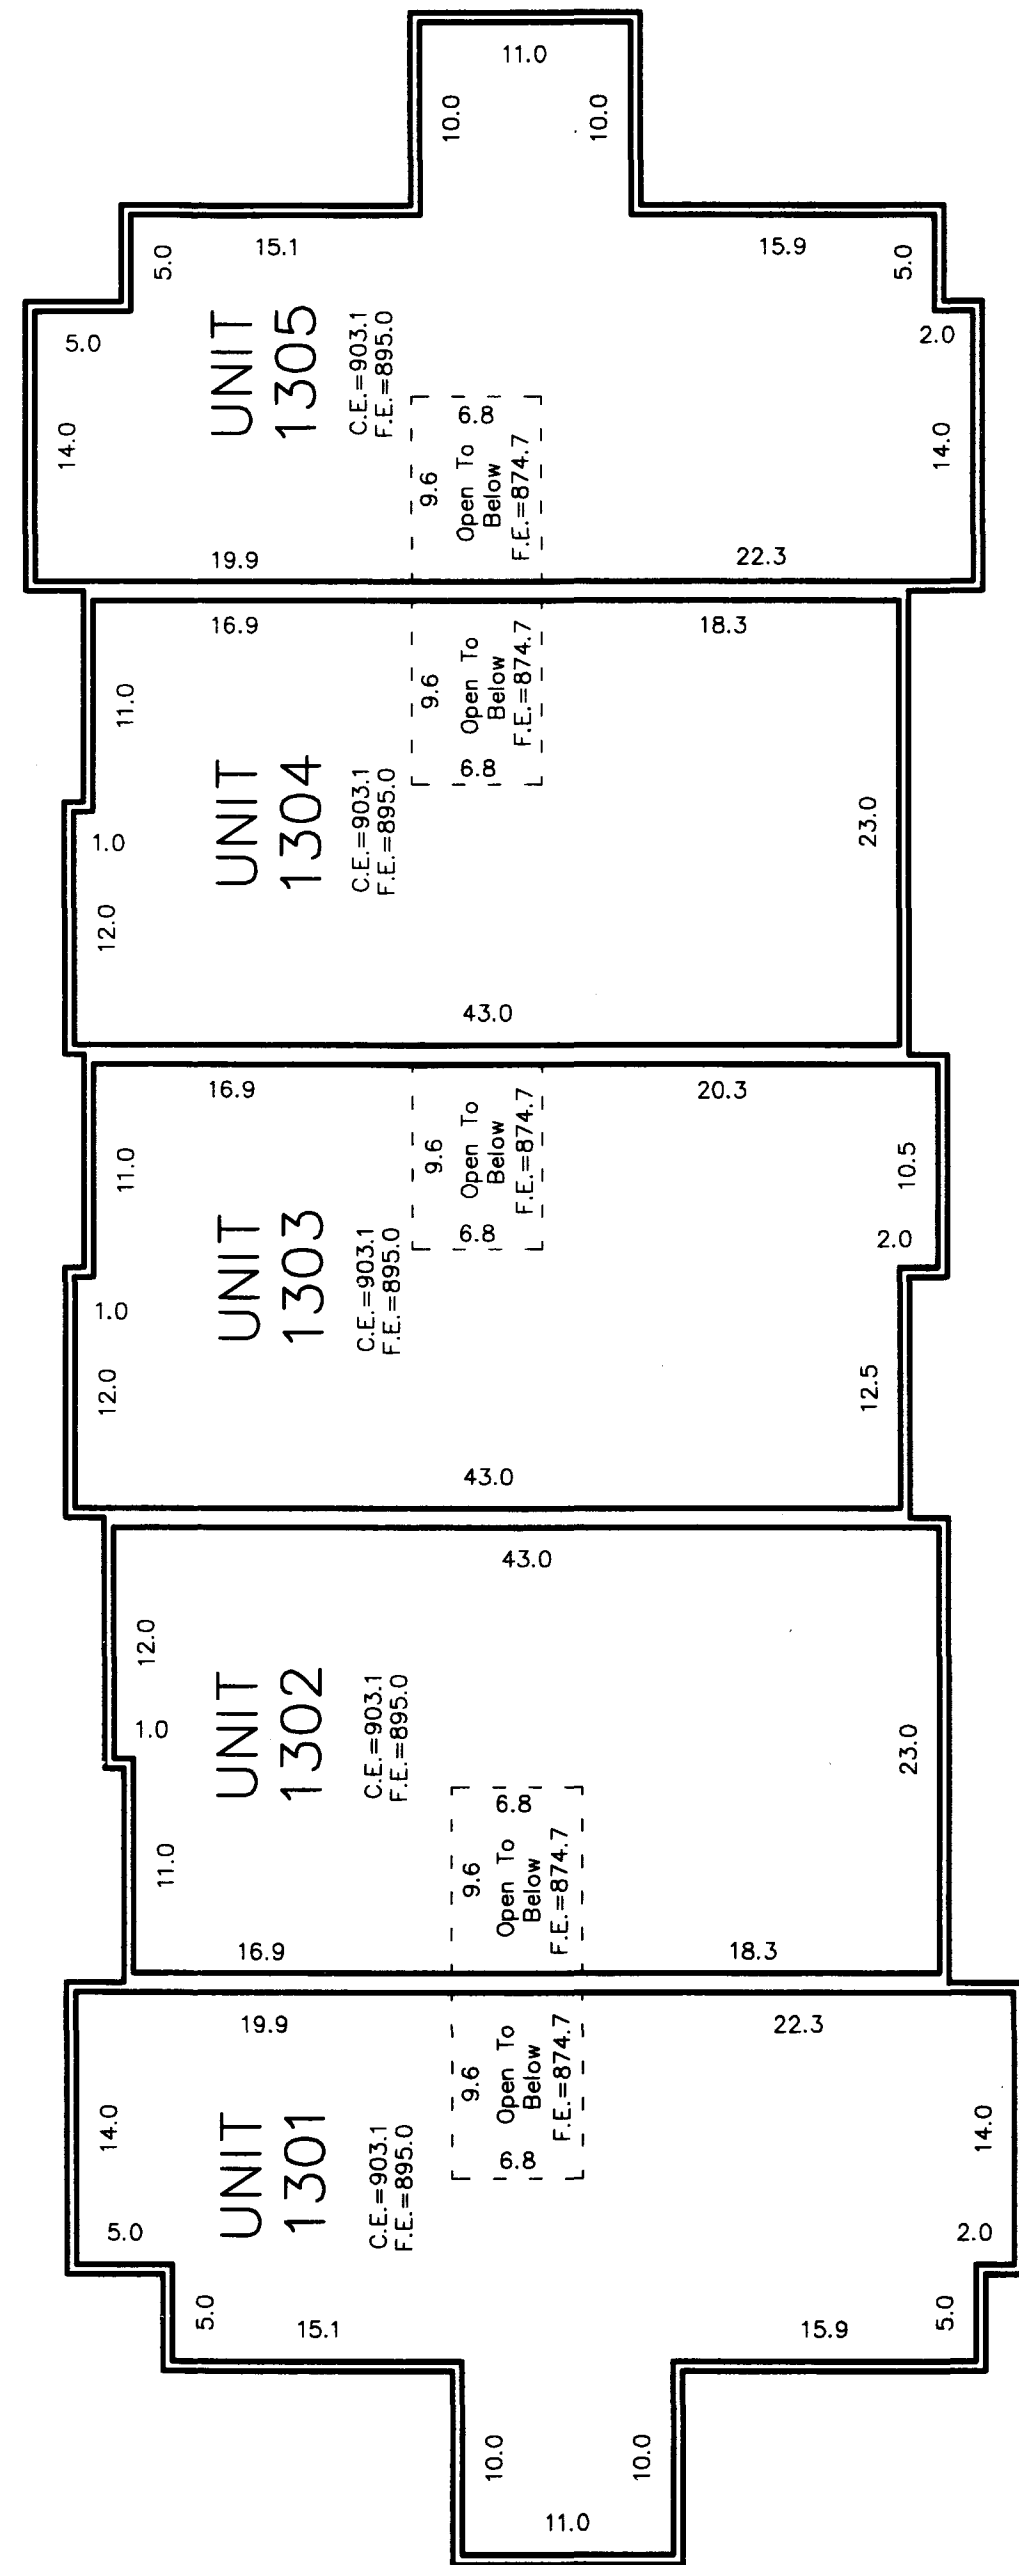 11.0
10.0
10.0
5.0
15.1
15.9
5.0
5.0
2.0
14.0
14.0
UNIT
1305
C.E.=903.1
F.E.=895.0
6.8
9.6
Open To
Below
F.E.=874.7
19.9
22.3
16.9
18.3
11.0
9.6
Open To
Below
F.E.=874.7
6.8
UNIT
1304
C.E.=903.1
F.E.=895.0
1.0
12.0
23.0
43.0
16.9
20.3
11.0
9.6
Open To
Below
F.E.=874.7
6.8
10.5
2.0
UNIT
1303
C.E.=903.1
F.E.=895.0
1.0
12.0
12.5
43.0
43.0
12.0
1.0
UNIT
1302
C.E.=903.1
F.E.=895.0
23.0
6.8
9.6
Open To
Below
F.E.=874.7
11.0
16.9
18.3
19.9
22.3
9.6
Open To
Below
F.E.=874.7
6.8
14.0
14.0
UNIT
1301
C.E.=903.1
F.E.=895.0
5.0
2.0
5.0
15.1
15.9
5.0
10.0
10.0
11.0